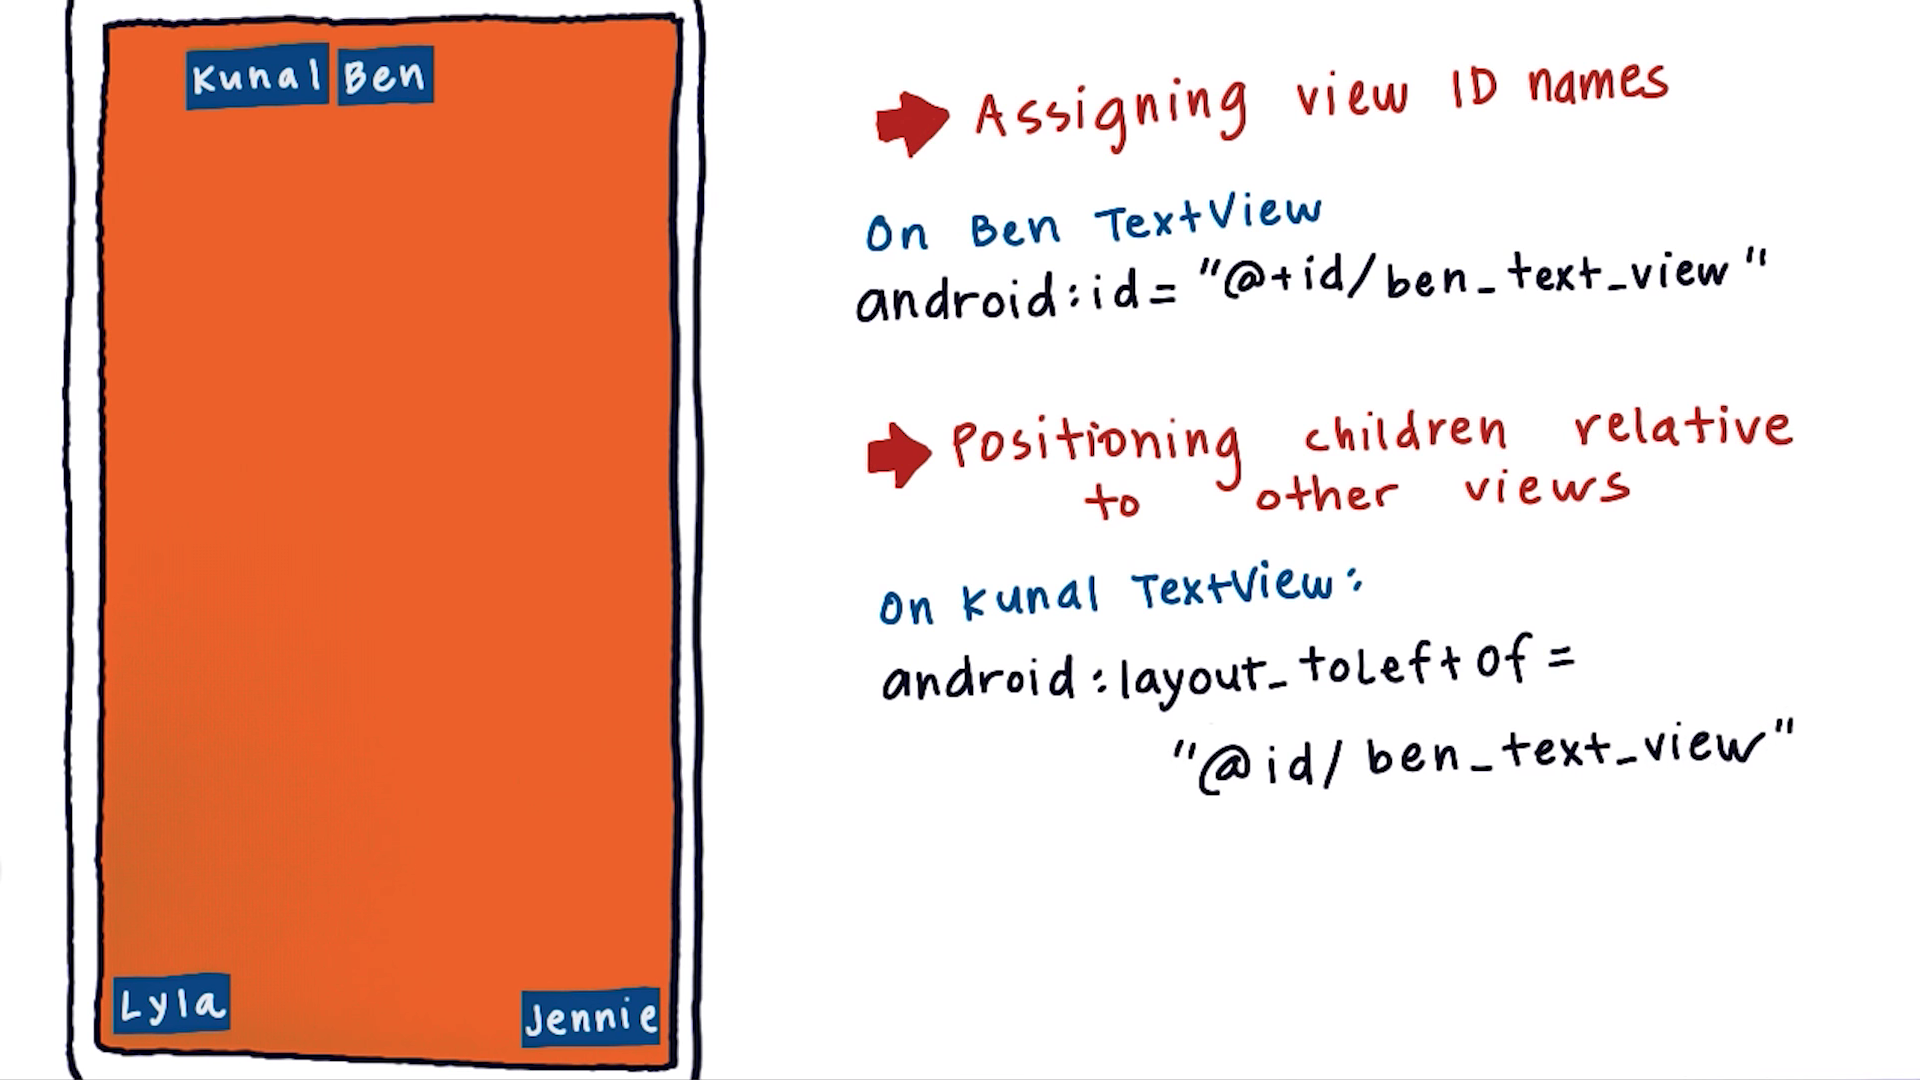 Kunal Ben
Lyla
Jennie
Assigning view ID names
On Ben TextView
android:id= "@+id/ben_text_view"
Positioning children relative
to other views
On Kunal TextView:
android:layout_toLeftOf=
"@id/ben_text_view"